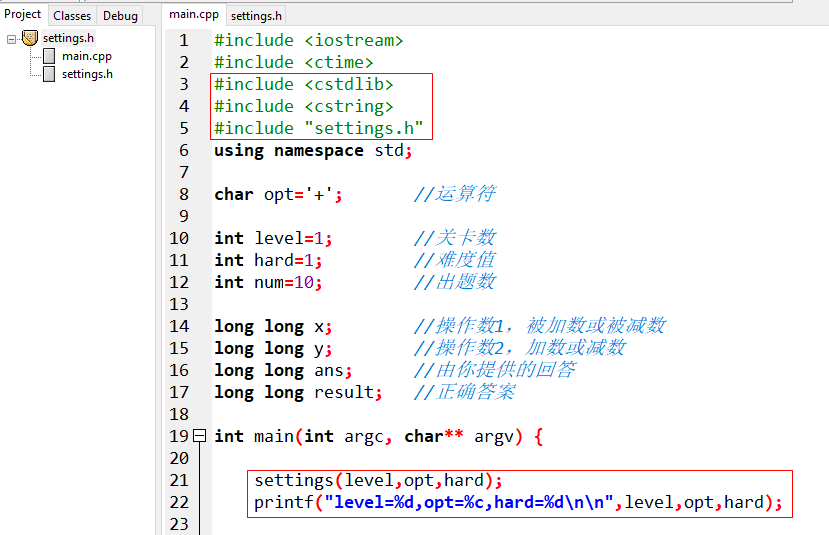 Project Classes Debug
settings.h
main.cpp
settings.h
main.cpp settings.h
1 #include <iostream>
2 #include <ctime>
3 #include <cstdlib>
4 #include <cstring>
5 #include "settings.h"
6 using namespace std;
7
8 char opt='+'; //运算符
9
10 int level=1; //关卡数
11 int hard=1; //难度值
12 int num=10; //出题数
13
14 long long x; //操作数1，被加数或被减数
15 long long y; //操作数2，加数或减数
16 long long ans; //由你提供的回答
17 long long result; //正确答案
18
19 int main(int argc, char** argv) {
20
21 settings(level,opt,hard);
22 printf("level=%d,opt=%c,hard=%d\n\n",level,opt,hard);
23